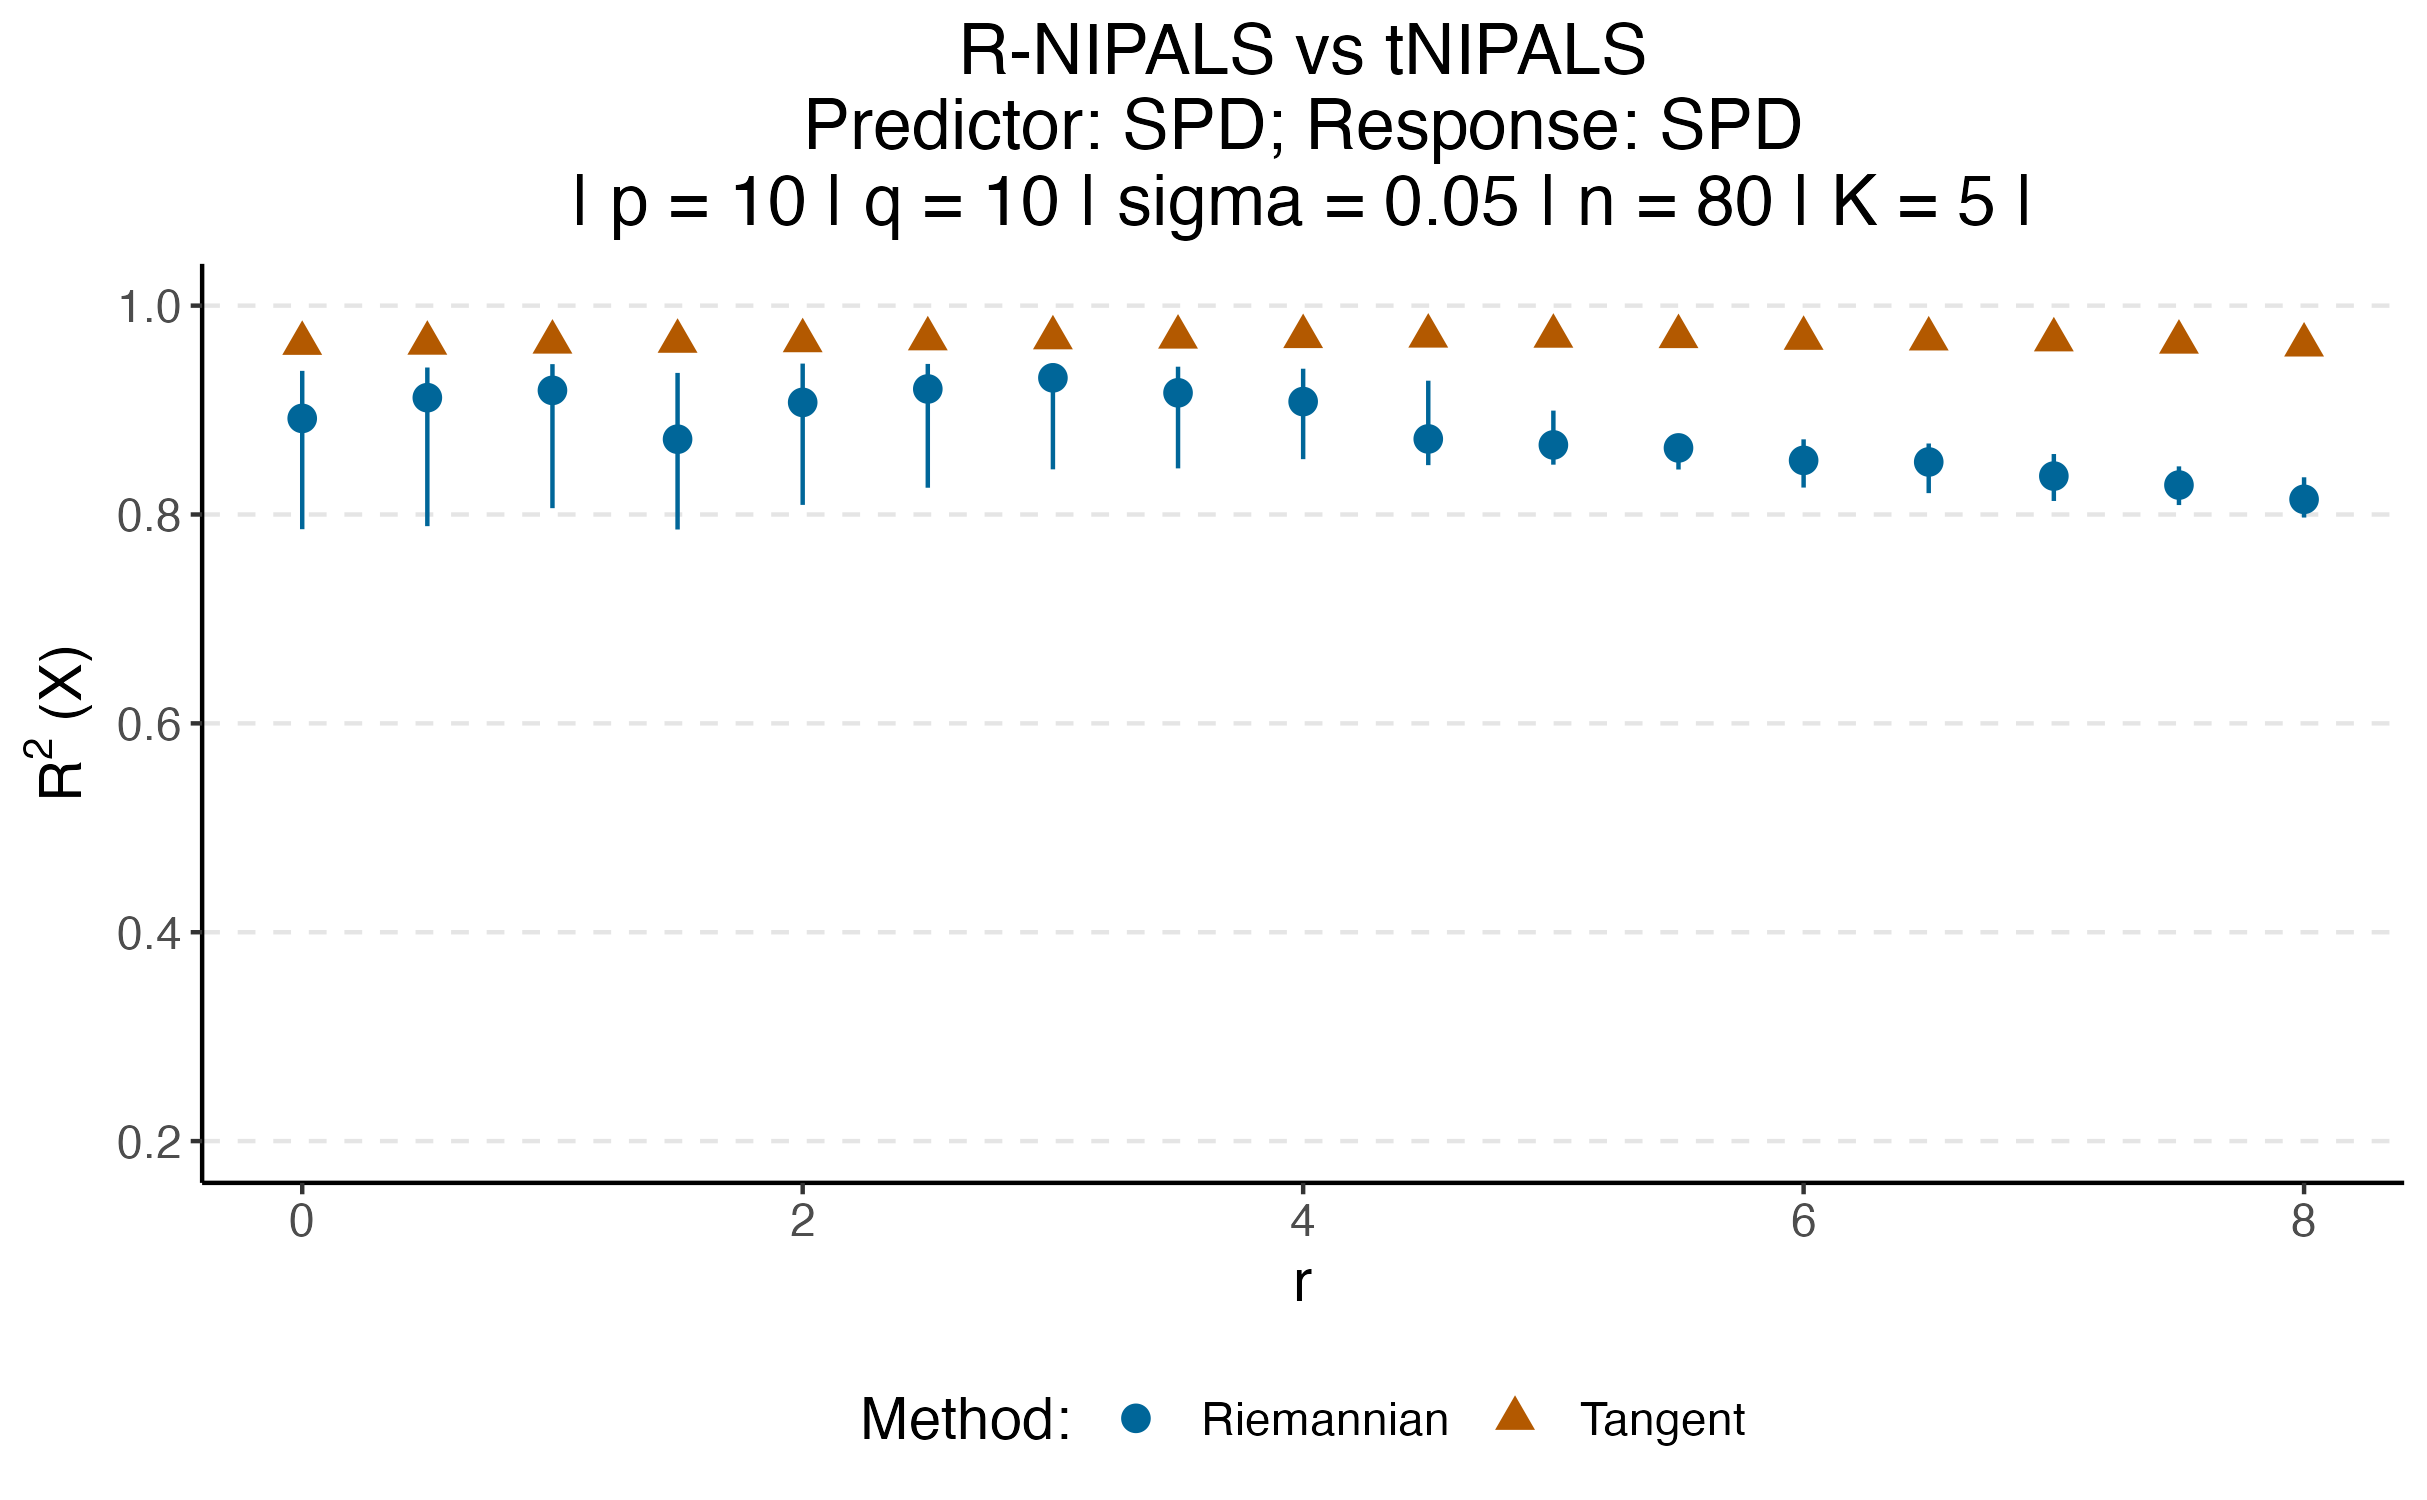 R-NIPALS vs tNIPALS
Predictor: SPD; Response: SPD
| p = 10 | q = 10 | sigma = 0.05 | n = 80 | K = 5 |
1.0
0.8
0.6
0.4
0.2
R² (X)
0 2 4 6 8
r
Method: Riemannian Tangent